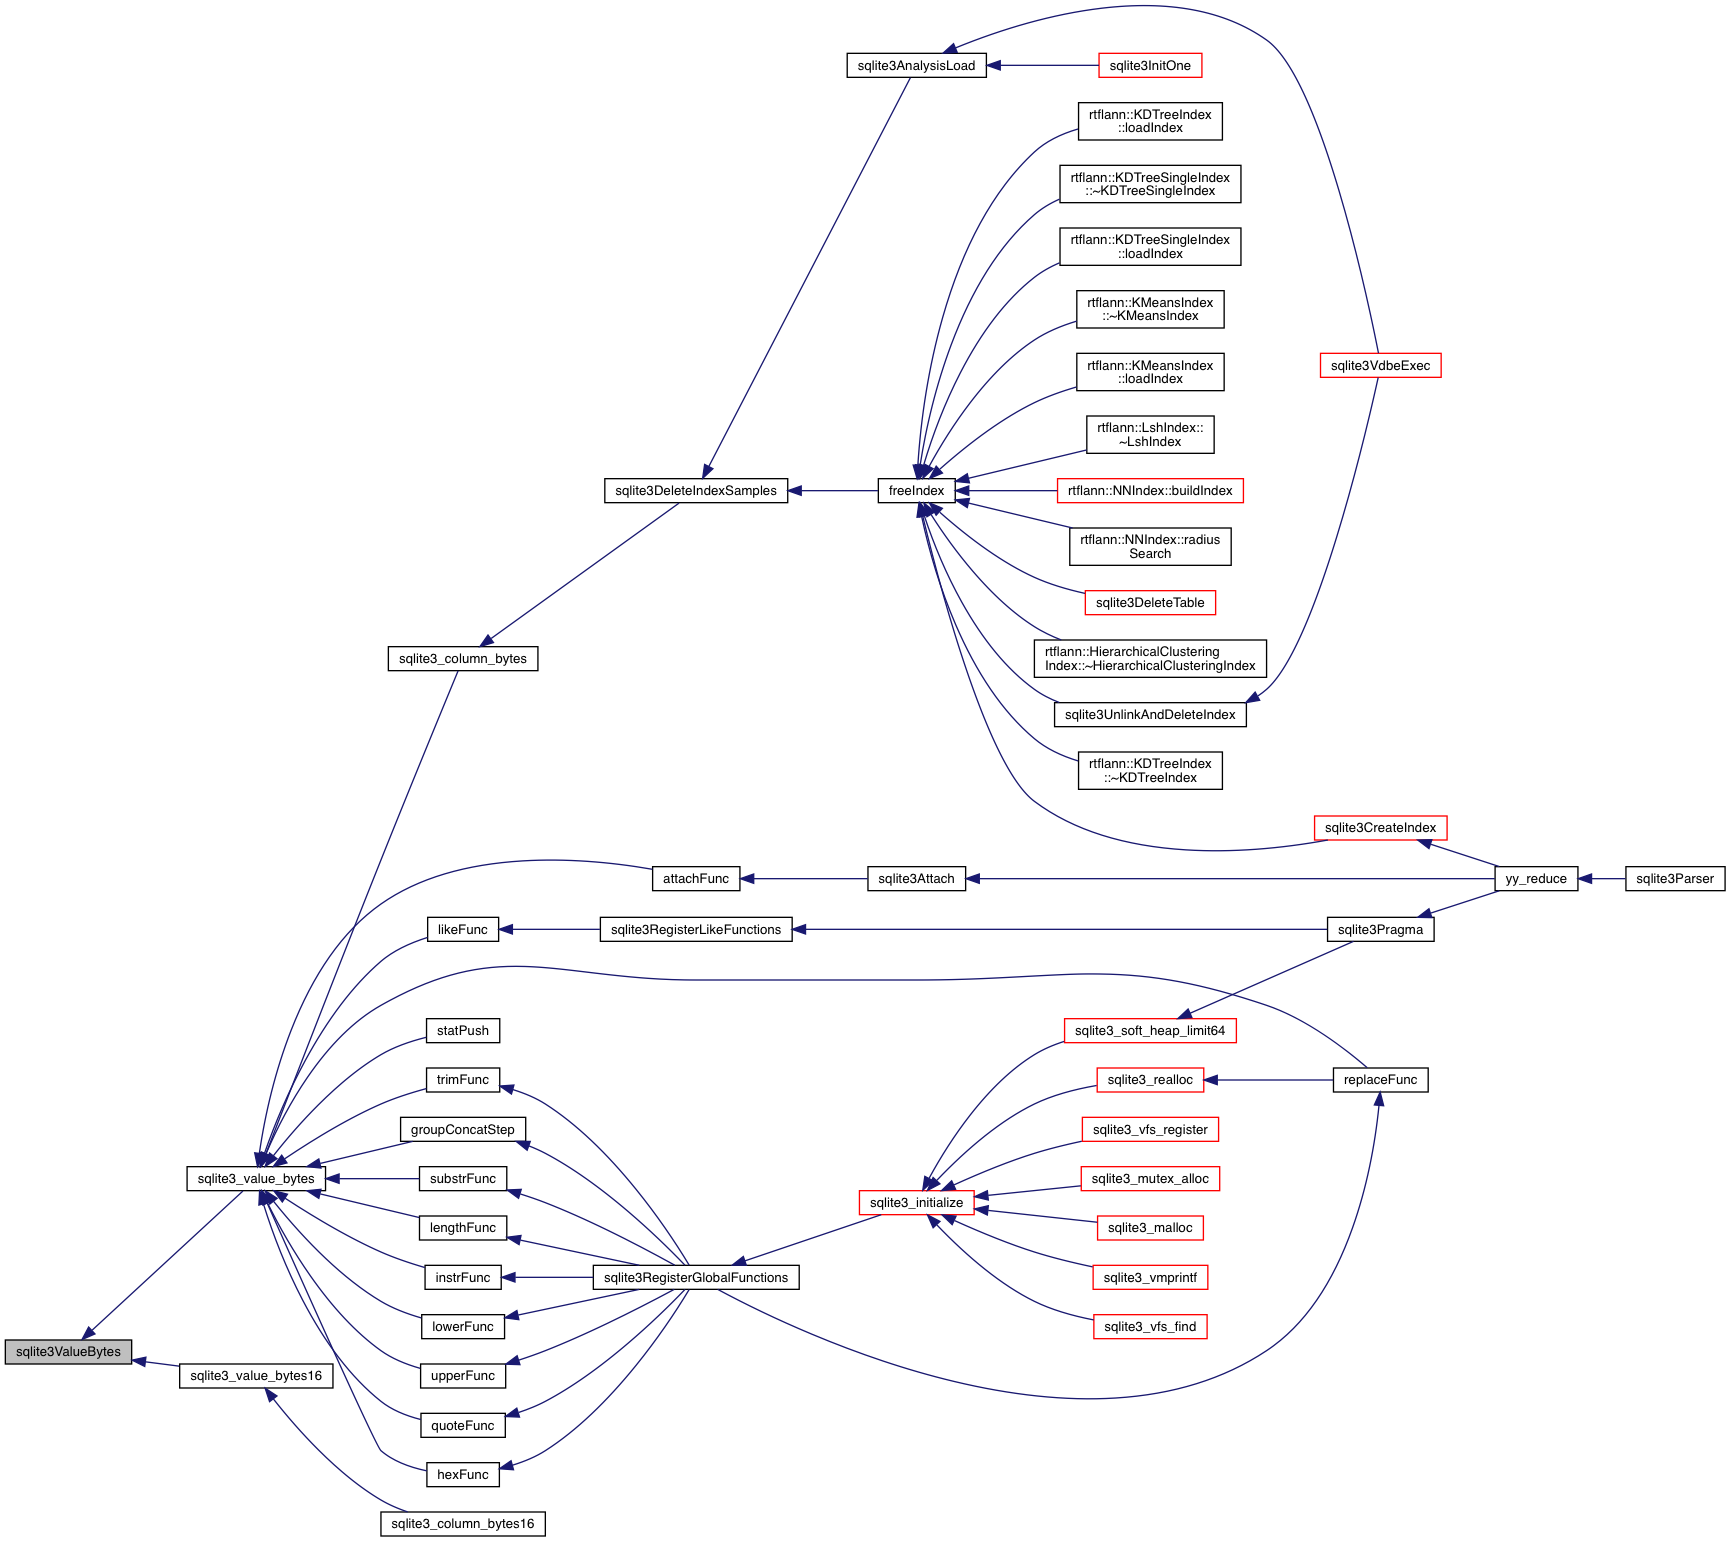 sqlite3AnalysisLoad
sqlite3InitOne
rtflann::KDTreeIndex
::loadIndex
rtflann::KDTreeSingleIndex
::~KDTreeSingleIndex
rtflann::KDTreeSingleIndex
::loadIndex
rtflann::KMeansIndex
::~KMeansIndex
rtflann::KMeansIndex
::loadIndex
sqlite3VdbeExec
rtflann::LshIndex::
~LshIndex
sqlite3DeleteIndexSamples
freeIndex
rtflann::NNIndex::buildIndex
rtflann::NNIndex::radius
Search
sqlite3DeleteTable
sqlite3_column_bytes
rtflann::HierarchicalClustering
Index::~HierarchicalClusteringIndex
sqlite3UnlinkAndDeleteIndex
rtflann::KDTreeIndex
::~KDTreeIndex
sqlite3CreateIndex
attachFunc
sqlite3Attach
yy_reduce
sqlite3Parser
likeFunc
sqlite3RegisterLikeFunctions
sqlite3Pragma
statPush
sqlite3_soft_heap_limit64
trimFunc
sqlite3_realloc
replaceFunc
groupConcatStep
sqlite3_vfs_register
sqlite3_value_bytes
substrFunc
sqlite3_mutex_alloc
sqlite3_initialize
lengthFunc
sqlite3_malloc
instrFunc
sqlite3RegisterGlobalFunctions
sqlite3_vmprintf
lowerFunc
sqlite3_vfs_find
sqlite3ValueBytes
sqlite3_value_bytes16
upperFunc
quoteFunc
hexFunc
sqlite3_column_bytes16